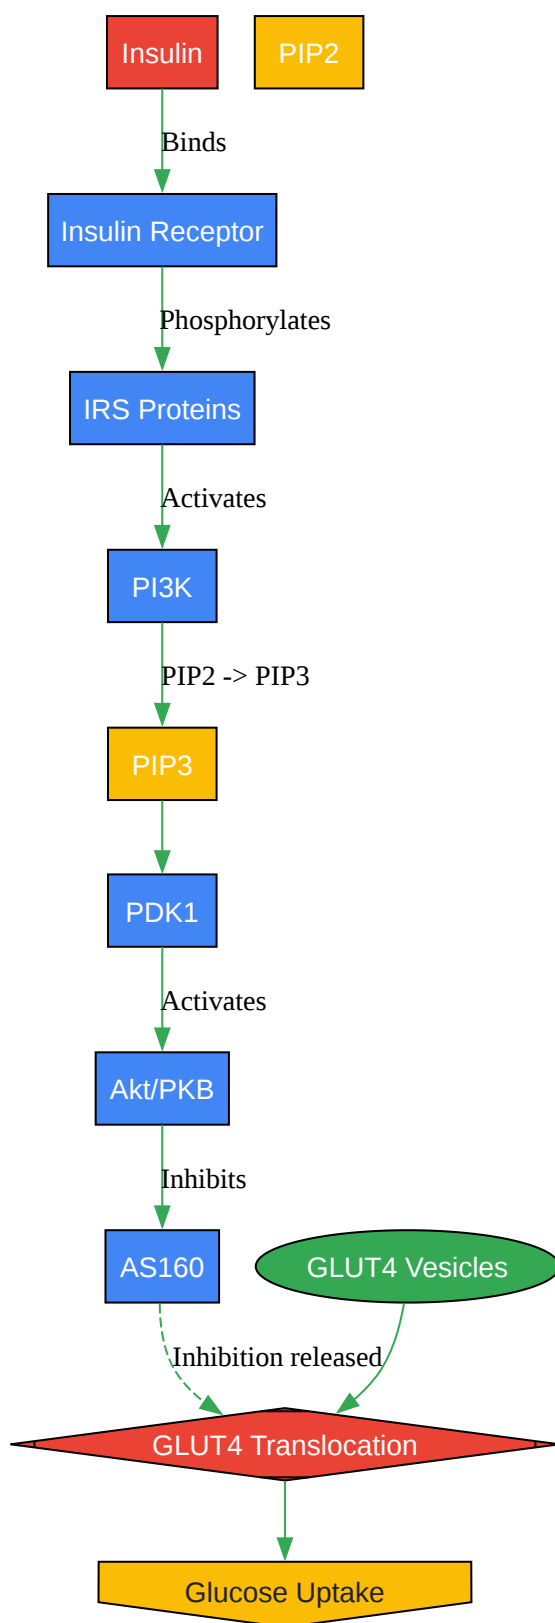 Insulin
PIP2
Binds
Insulin Receptor
Phosphorylates
IRS Proteins
Activates
PI3K
PIP2 -> PIP3
PIP3
PDK1
Activates
Akt/PKB
Inhibits
AS160
GLUT4 Vesicles
Inhibition released
GLUT4 Translocation
Glucose Uptake